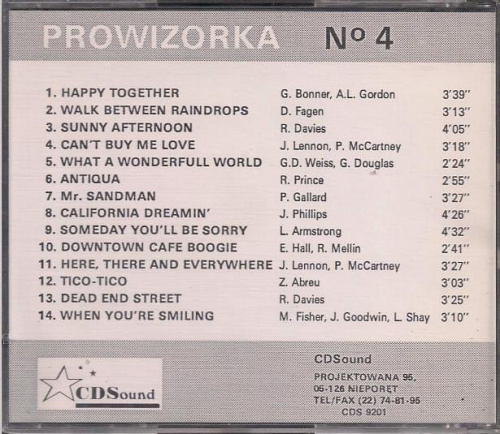 PROWIZORKA No 4
1. HAPPY TOGETHER G. Bonner, A.L. Gordon 3'39"
2. WALK BETWEEN RAINDROPS D. Fagen 3'13"
3. SUNNY AFTERNOON R. Davies 4'05"
4. CAN'T BUY ME LOVE J. Lennon, P. McCartney 3'18"
5. WHAT A WONDERFULL WORLD G.D. Weiss, G. Douglas 2'24"
6. ANTIQUA R. Prince 2'55"
7. Mr. SANDMAN P. Gallard 3'27"
8. CALIFORNIA DREAMIN' J. Phillips 4'26"
9. SOMEDAY YOU'LL BE SORRY L. Armstrong 4'32"
10. DOWNTOWN CAFE BOOGIE E. Hall, R. Mellin 2'41"
11. HERE, THERE AND EVERYWHERE J. Lennon, P. McCartney 3'27"
12. TICO-TICO Z. Abreu 3'03"
13. DEAD END STREET R. Davies 3'25"
14. WHEN YOU'RE SMILING M. Fisher, J. Goodwin, L. Shay 3'10"
CDSound
CDSound
PROJEKTOWANA 95,
05-126 NIEPORĘT
TEL/FAX (22) 74-81-95
CDS 9201